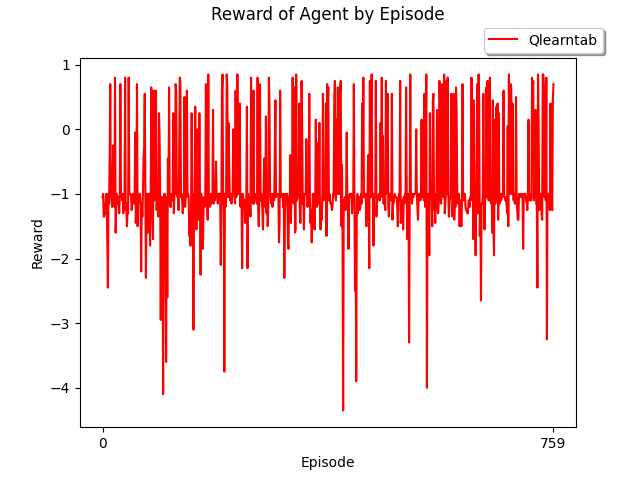 Reward of Agent by Episode
Qlearntab
1
0
−1
−2
−3
−4
Reward
0
759
Episode